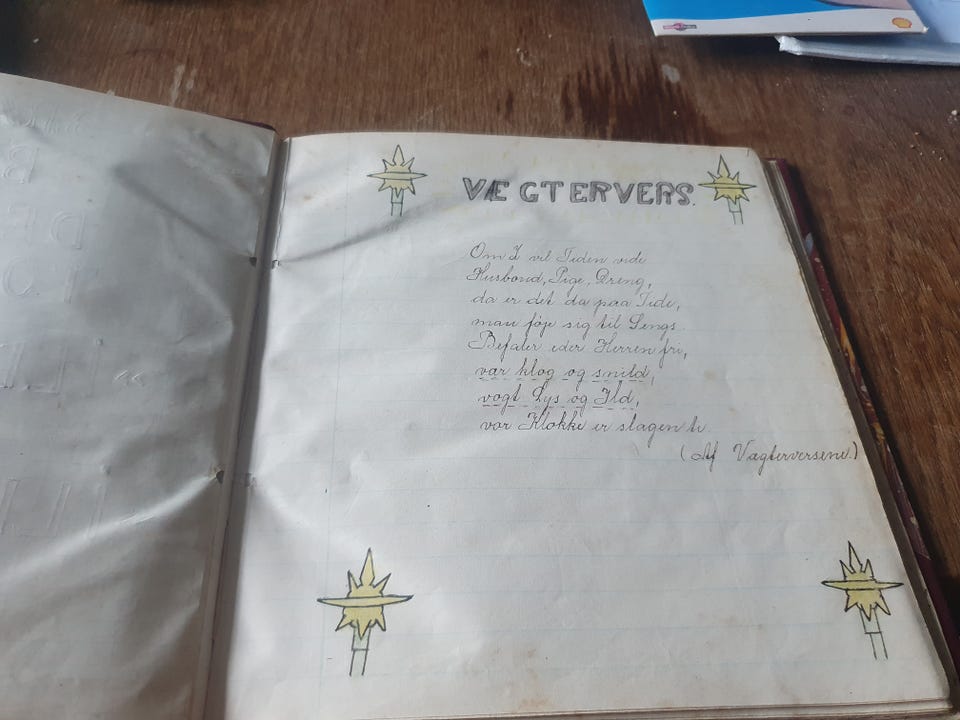 VÆGTERVERS.
Om I vil Tiden vide
Husbond, Pige, Dreng,
da er det da paa Tide,
man føje sig til Sengs.
Befaler eder Herren fri,
vær klog og snild,
vogt Lys og Ild,
vor Klokke er slagen ti.
(Af Vægterversene.)